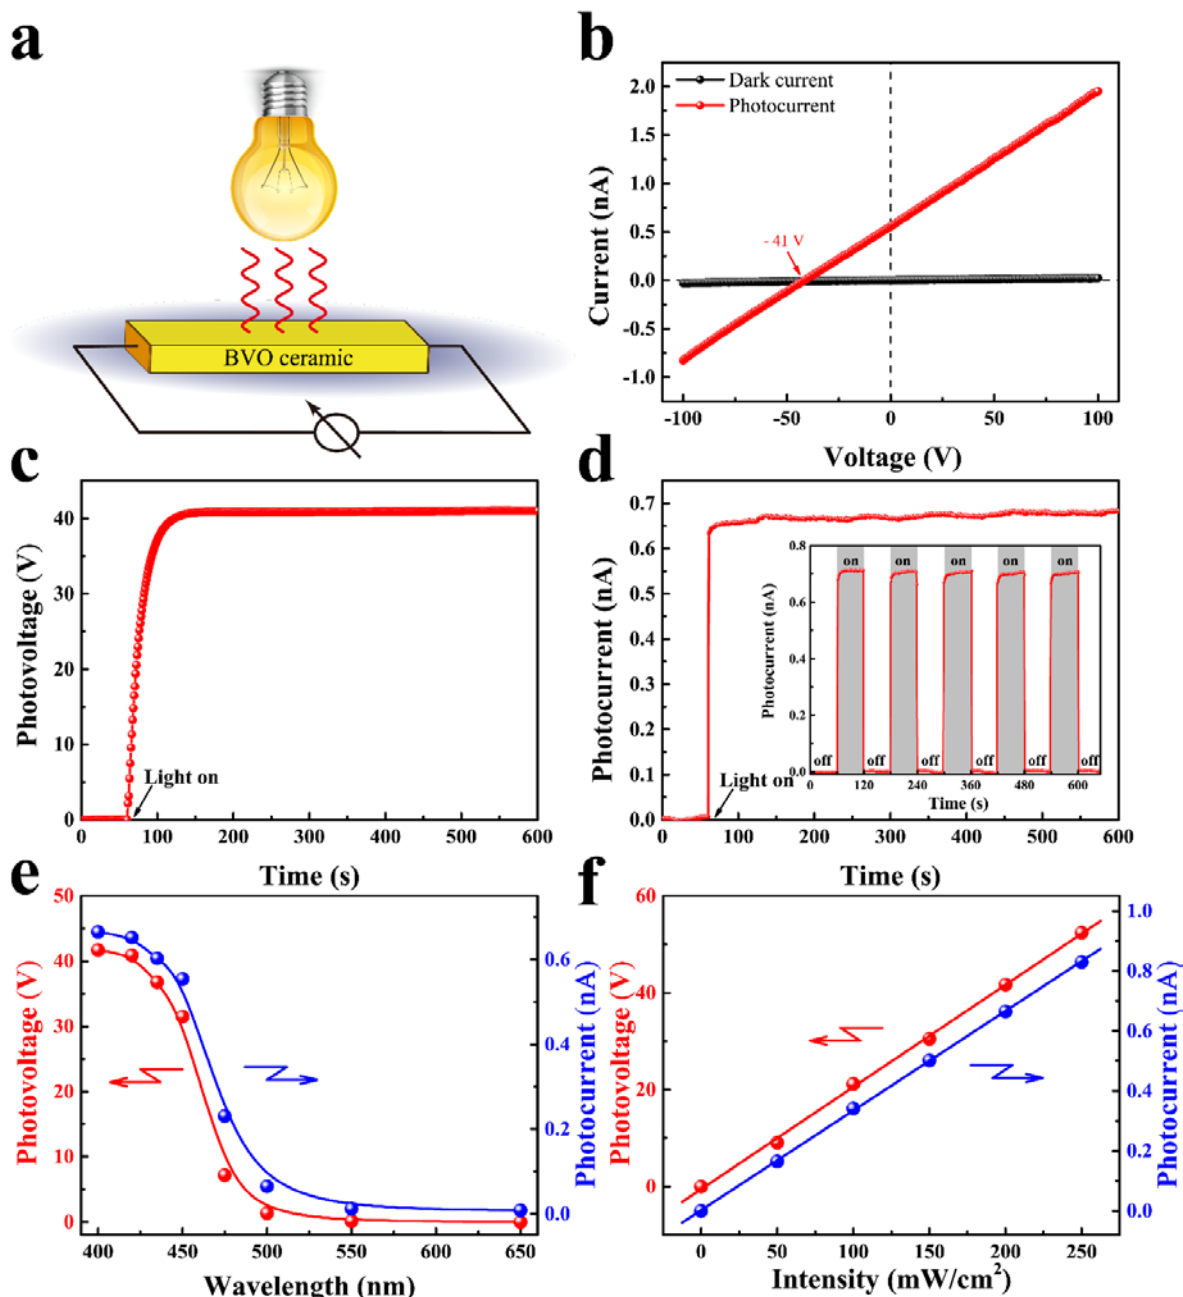 a
BVO ceramic
b
Dark current
Photocurrent
- 41 V
Current (nA)
2.0
1.5
1.0
0.5
0.0
-0.5
-1.0
-100 -50 0 50 100
Voltage (V)
c
Photovoltage (V)
40
30
20
10
0
Light on
0 100 200 300 400 500 600
Time (s)
d
Photocurrent (nA)
0.7
0.6
0.5
0.4
0.3
0.2
0.1
0.0
Light on
0 100 200 300 400 500 600
Time (s)
Photocurrent (nA)
0.8
0.6
0.4
0.2
0.0
on on on on on
off off off off off off
0 120 240 360 480 600
Time (s)
e
Photovoltage (V)
50
40
30
20
10
0
Photocurrent (nA)
0.6
0.4
0.2
0.0
400 450 500 550 600 650
Wavelength (nm)
f
Photovoltage (V)
60
40
20
0
Photocurrent (nA)
1.0
0.8
0.6
0.4
0.2
0.0
0 50 100 150 200 250
Intensity (mW/cm²)